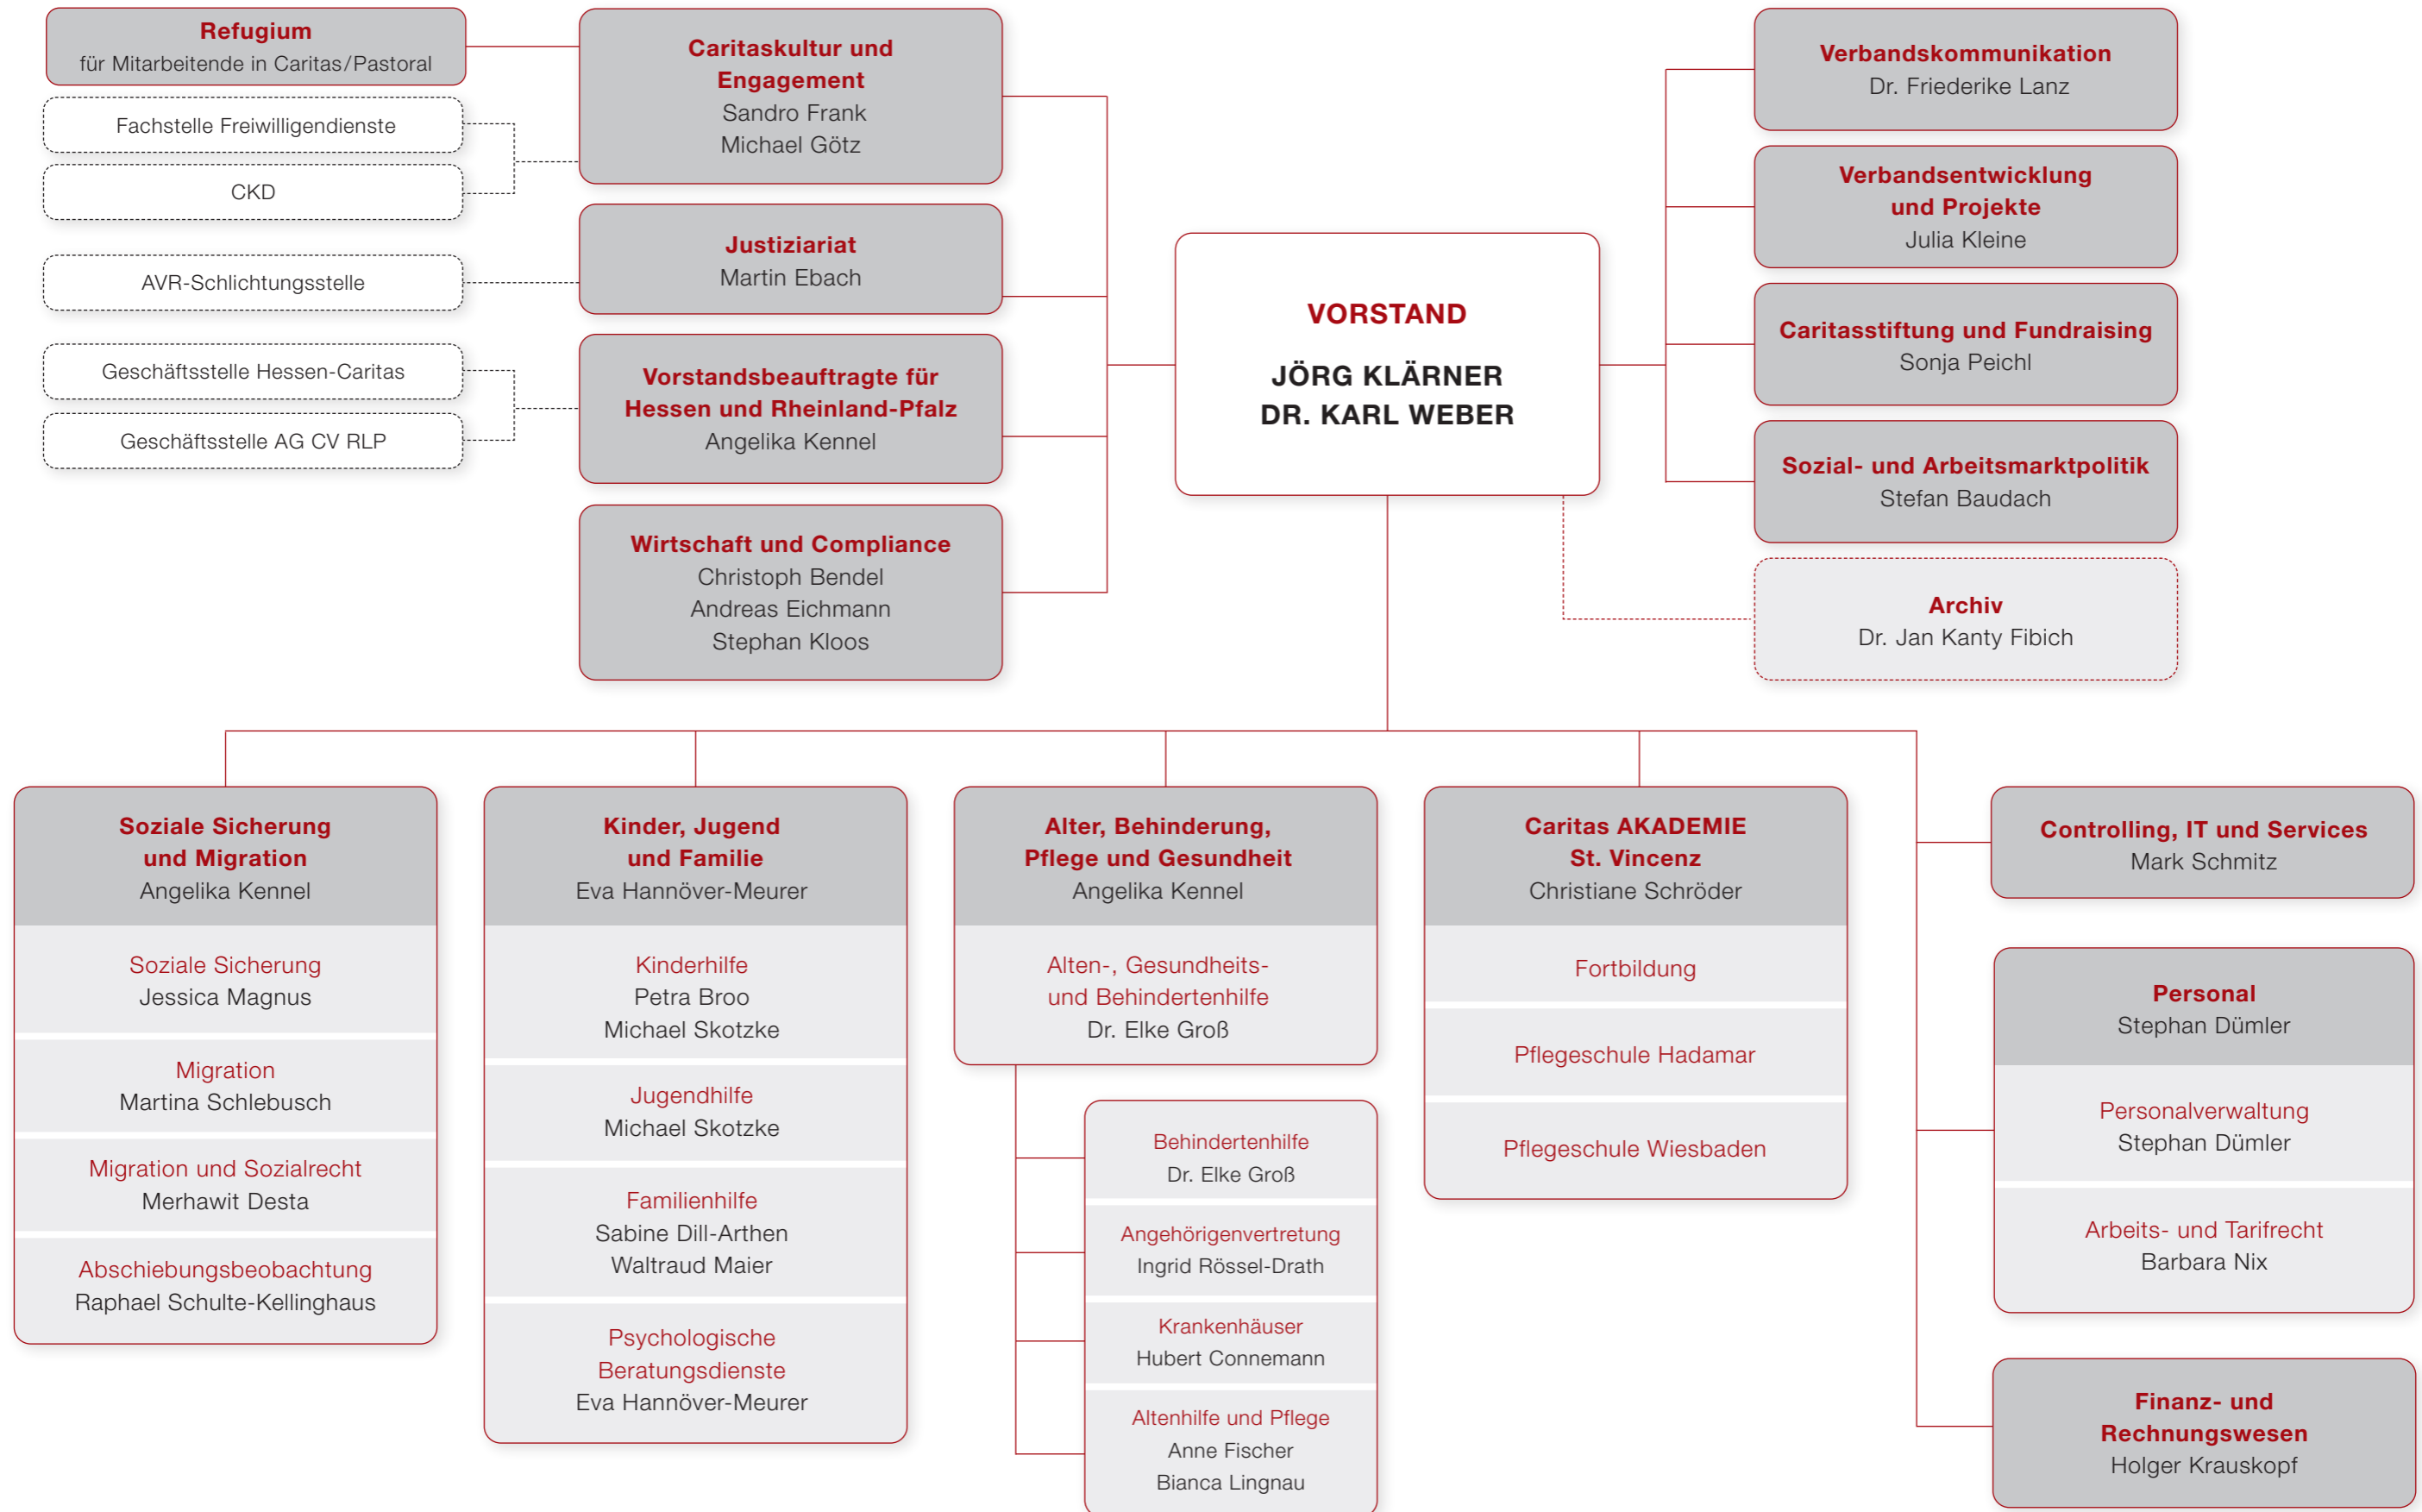 Refugium
für Mitarbeitende in Caritas/Pastoral
Fachstelle Freiwilligendienste
CKD
AVR-Schlichtungsstelle
Geschäftsstelle Hessen-Caritas
Geschäftsstelle AG CV RLP
Caritaskultur und
Engagement
Sandro Frank
Michael Götz
Justiziariat
Martin Ebach
Vorstandsbeauftragte für
Hessen und Rheinland-Pfalz
Angelika Kennel
Wirtschaft und Compliance
Christoph Bendel
Andreas Eichmann
Stephan Kloos
VORSTAND
JÖRG KLÄRNER
DR. KARL WEBER
Verbandskommunikation
Dr. Friederike Lanz
Verbandsentwicklung
und Projekte
Julia Kleine
Caritasstiftung und Fundraising
Sonja Peichl
Sozial- und Arbeitsmarktpolitik
Stefan Baudach
Archiv
Dr. Jan Kanty Fibich
Soziale Sicherung
und Migration
Angelika Kennel
Soziale Sicherung
Jessica Magnus
Migration
Martina Schlebusch
Migration und Sozialrecht
Merhawit Desta
Abschiebungsbeobachtung
Raphael Schulte-Kellinghaus
Kinder, Jugend
und Familie
Eva Hannöver-Meurer
Kinderhilfe
Petra Broo
Michael Skotzke
Jugendhilfe
Michael Skotzke
Familienhilfe
Sabine Dill-Arthen
Waltraud Maier
Psychologische
Beratungsdienste
Eva Hannöver-Meurer
Alter, Behinderung,
Pflege und Gesundheit
Angelika Kennel
Alten-, Gesundheits-
und Behindertenhilfe
Dr. Elke Groß
Behindertenhilfe
Dr. Elke Groß
Angehörigenvertretung
Ingrid Rössel-Drath
Krankenhäuser
Hubert Connemann
Altenhilfe und Pflege
Anne Fischer
Bianca Lingnau
Caritas AKADEMIE
St. Vincenz
Christiane Schröder
Fortbildung
Pflegeschule Hadamar
Pflegeschule Wiesbaden
Controlling, IT und Services
Mark Schmitz
Personal
Stephan Dümler
Personalverwaltung
Stephan Dümler
Arbeits- und Tarifrecht
Barbara Nix
Finanz- und
Rechnungswesen
Holger Krauskopf